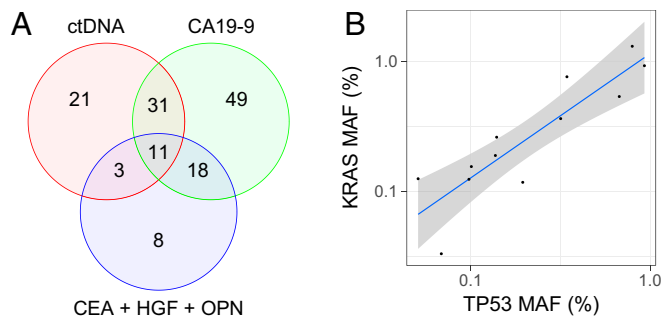 A
ctDNA
CA19-9
21
31
49
11
3
18
8
CEA + HGF + OPN
B
KRAS MAF (%)
1.0
0.1
0.1
1.0
TP53 MAF (%)